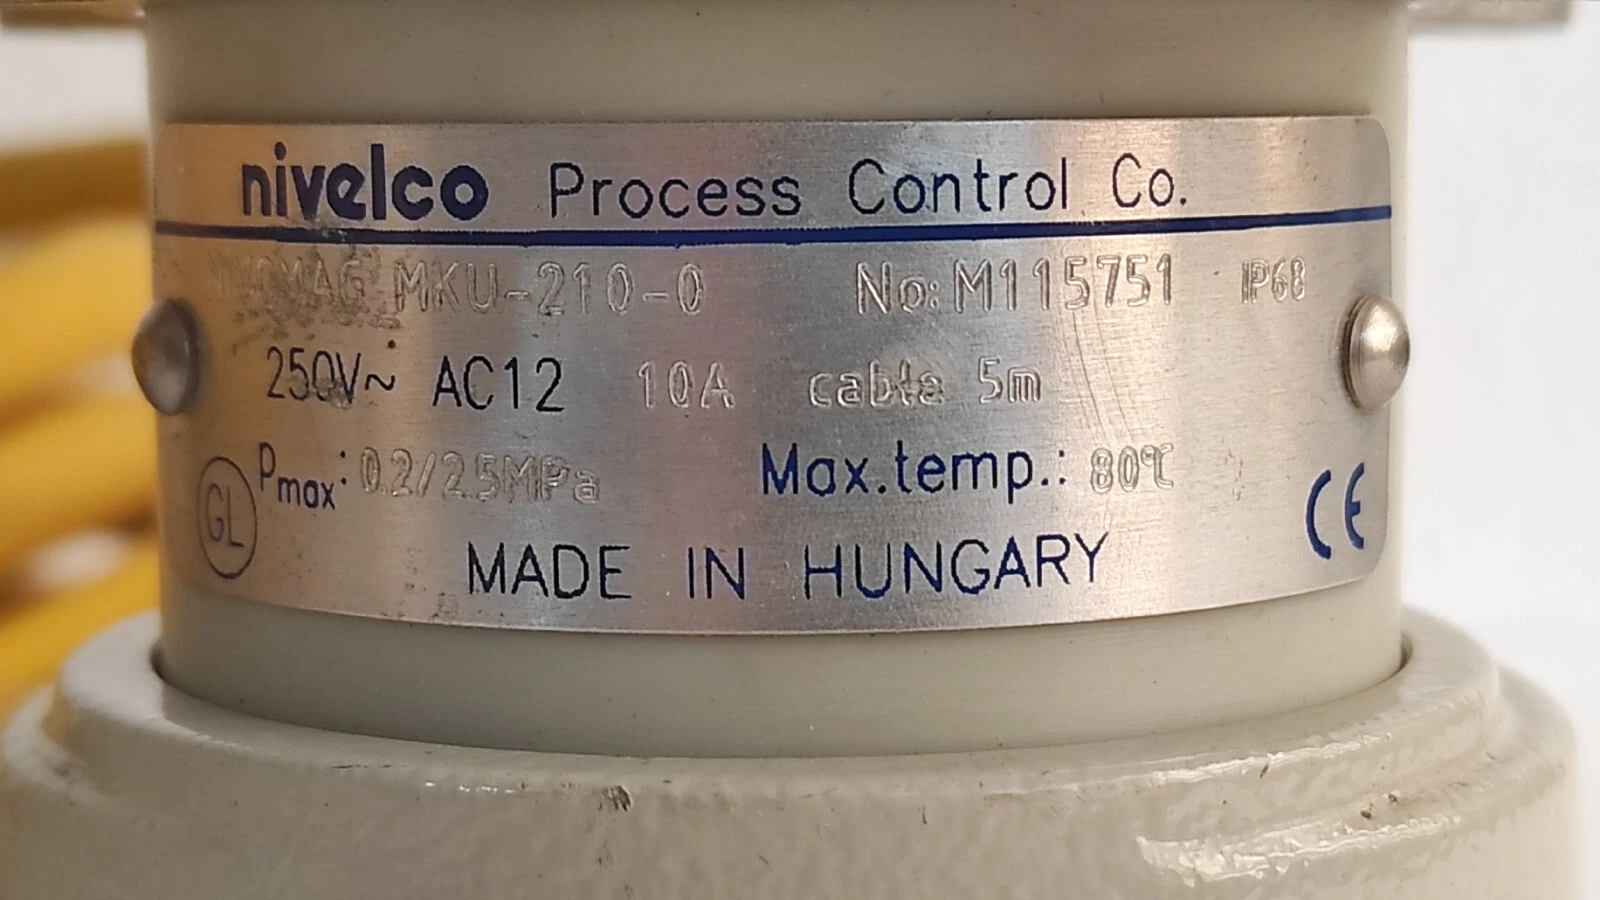 nivelco Process Control Co.
MKU-210-0 No: M115751 IP68
250V~ AC12 10A cable 5m
Pmax: 0.2/2.5MPa Max.temp.: 80°C
GL CE
MADE IN HUNGARY